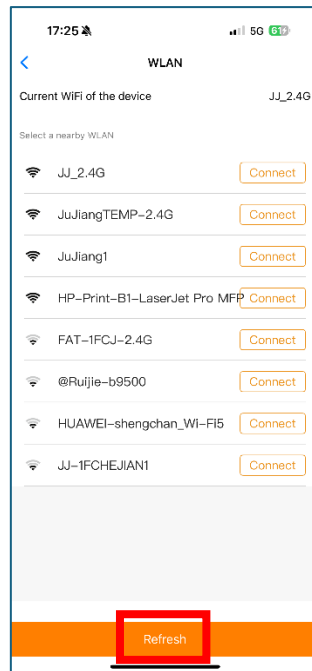 17:25 5G 61
WLAN
Current WiFi of the device JJ_2.4G
Select a nearby WLAN
JJ_2.4G Connect
JuJiangTEMP-2.4G Connect
JuJiang1 Connect
HP-Print-B1-LaserJet Pro MFP Connect
FAT-1FCJ-2.4G Connect
@Ruijie-b9500 Connect
HUAWEI-shengchan_Wi-FI5 Connect
JJ-1FCHEJIAN1 Connect
Refresh